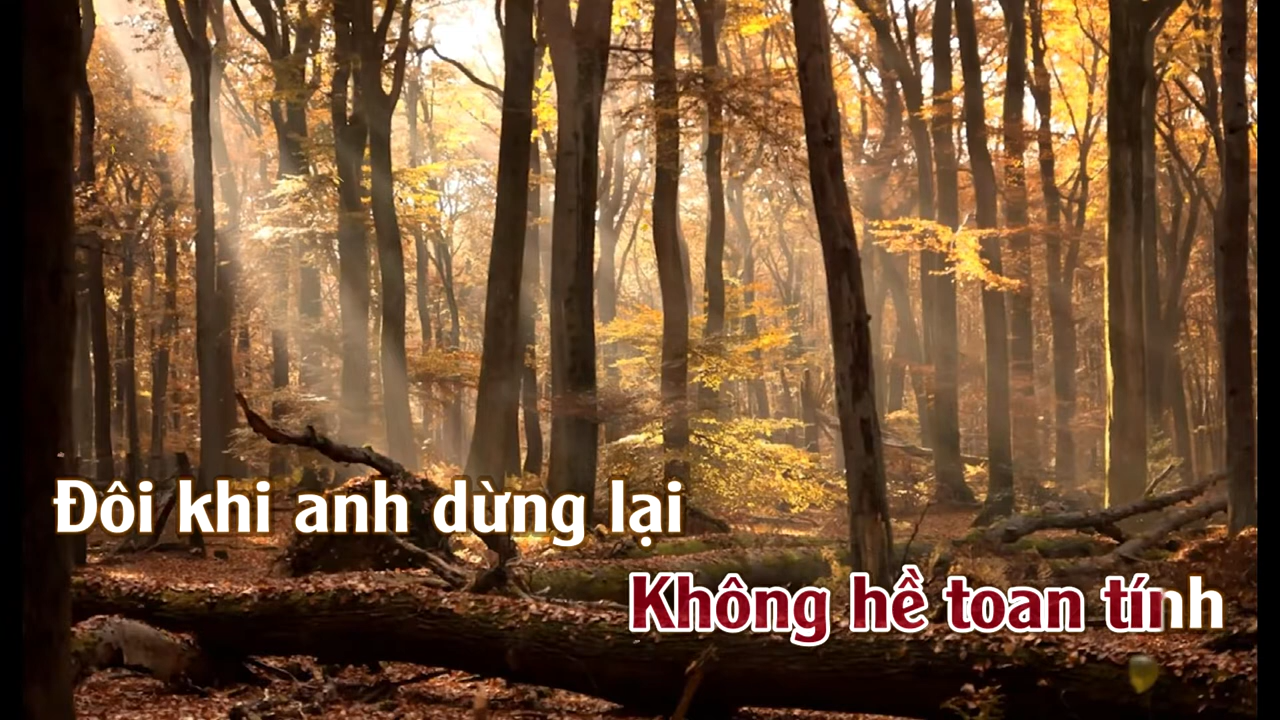 Đôi khi anh dừng lại
Không hề toan tính